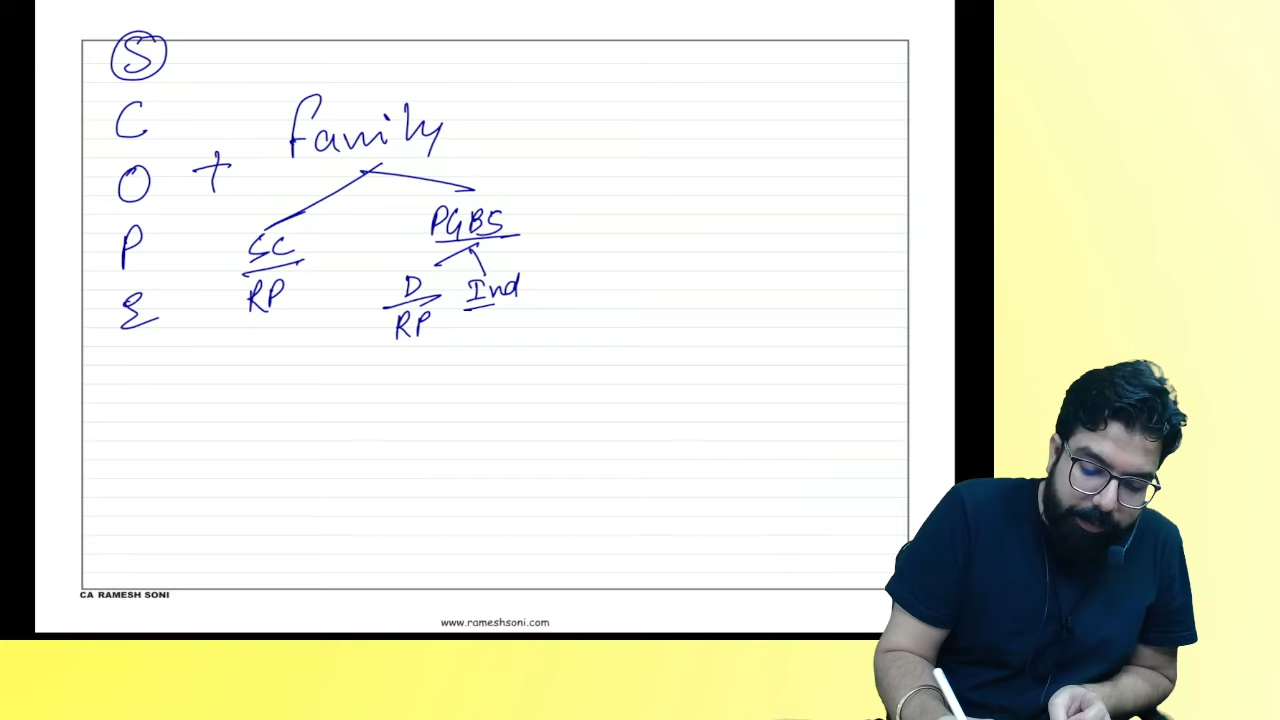 S
C
O + Family
P
E
SC PGBS
RP D Ind
RP
CA RAMESH SONI
www.rameshsoni.com